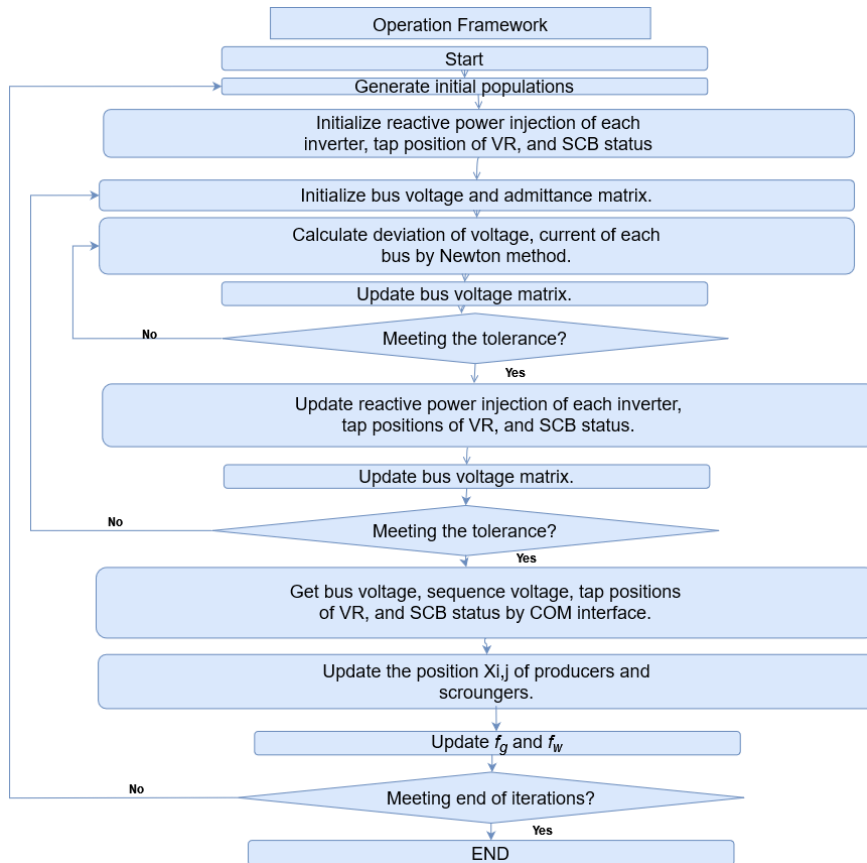 Operation Framework
Start
Generate initial populations
Initialize reactive power injection of each
inverter, tap position of VR, and SCB status
Initialize bus voltage and admittance matrix.
Calculate deviation of voltage, current of each
bus by Newton method.
Update bus voltage matrix.
No
Meeting the tolerance?
Yes
Update reactive power injection of each inverter,
tap positions of VR, and SCB status.
Update bus voltage matrix.
No
Meeting the tolerance?
Yes
Get bus voltage, sequence voltage, tap positions
of VR, and SCB status by COM interface.
Update the position Xi,j of producers and
scroungers.
Update fg and fw
No
Meeting end of iterations?
Yes
END